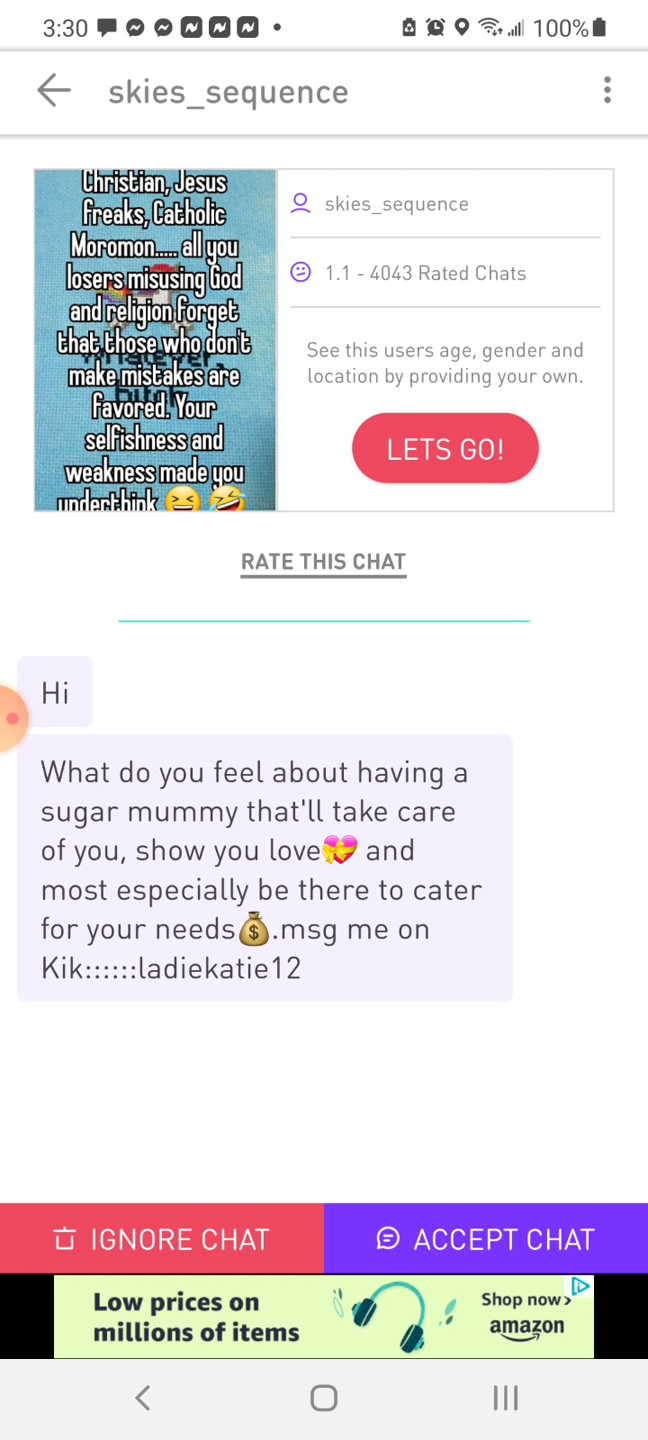 3:30
100%
skies_sequence
Christian, Jesus
freaks, Catholic
Moromon..... all you
losers misusing God
and religion forget
that those who don't
make mistakes are
favored. Your
selfishness and
weakness made you
underthink 😆🤣
skies_sequence
1.1 - 4043 Rated Chats
See this users age, gender and
location by providing your own.
LETS GO!
RATE THIS CHAT
Hi
What do you feel about having a
sugar mummy that'll take care
of you, show you love💝 and
most especially be there to cater
for your needs💰.msg me on
Kik::::::ladiekatie12
IGNORE CHAT
ACCEPT CHAT
Low prices on
millions of items
Shop now>
amazon